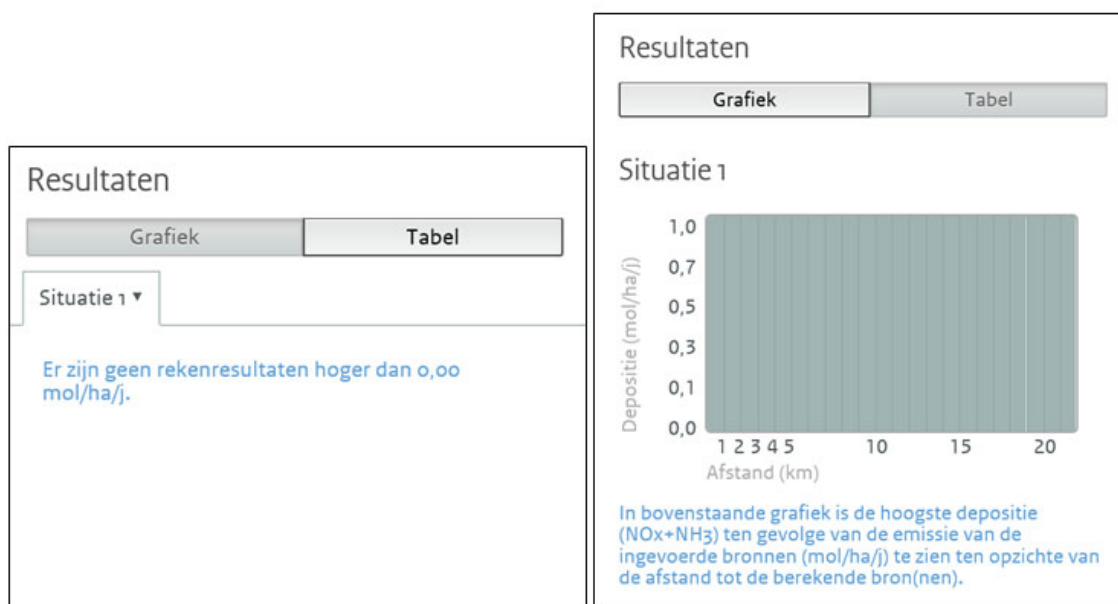 Resultaten
Grafiek Tabel
Situatie 1 ▼
Er zijn geen rekenresultaten hoger dan 0,00
mol/ha/j.
Resultaten
Grafiek Tabel
Situatie 1
Depositie (mol/ha/j)
1,0
0,7
0,5
0,3
0,1
0,0
1 2 3 4 5 10 15 20
Afstand (km)
In bovenstaande grafiek is de hoogste depositie
(NOx+NH3) ten gevolge van de emissie van de
ingevoerde bronnen (mol/ha/j) te zien ten opzichte van
de afstand tot de berekende bron(nen).